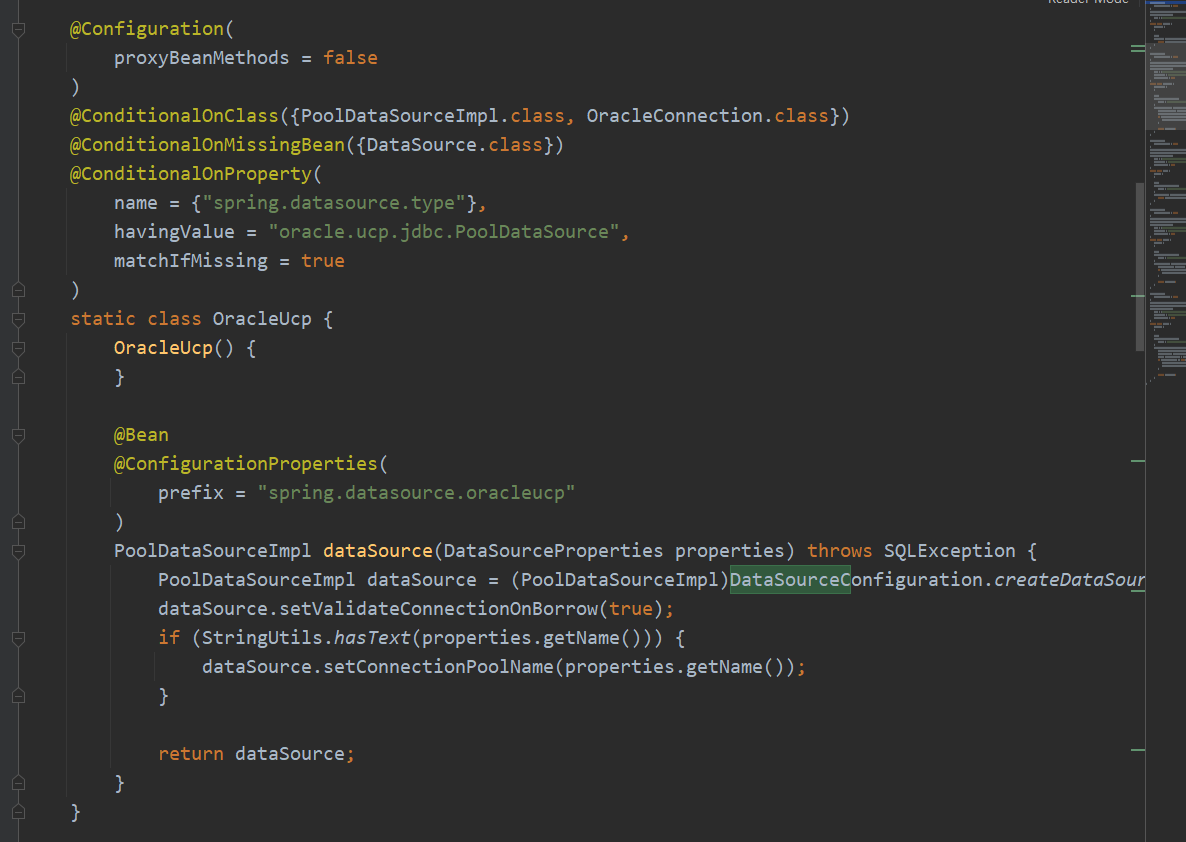 Reader Mode
@Configuration(
    proxyBeanMethods = false
)
@ConditionalOnClass({PoolDataSourceImpl.class, OracleConnection.class})
@ConditionalOnMissingBean({DataSource.class})
@ConditionalOnProperty(
    name = {"spring.datasource.type"},
    havingValue = "oracle.ucp.jdbc.PoolDataSource",
    matchIfMissing = true
)
static class OracleUcp {
    OracleUcp() {
    }
    @Bean
    @ConfigurationProperties(
        prefix = "spring.datasource.oracleucp"
    )
    PoolDataSourceImpl dataSource(DataSourceProperties properties) throws SQLException {
        PoolDataSourceImpl dataSource = (PoolDataSourceImpl)DataSourceConfiguration.createDataSour
        dataSource.setValidateConnectionOnBorrow(true);
        if (StringUtils.hasText(properties.getName())) {
            dataSource.setConnectionPoolName(properties.getName());
        }
        return dataSource;
    }
}